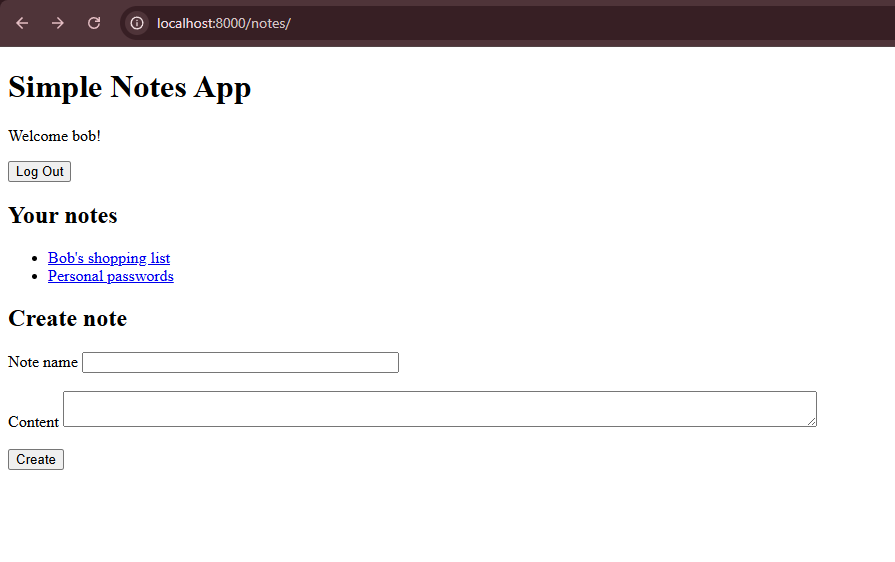 localhost:8000/notes/
Simple Notes App
Welcome bob!
Log Out
Your notes
Bob's shopping list
Personal passwords
Create note
Note name
Content
Create